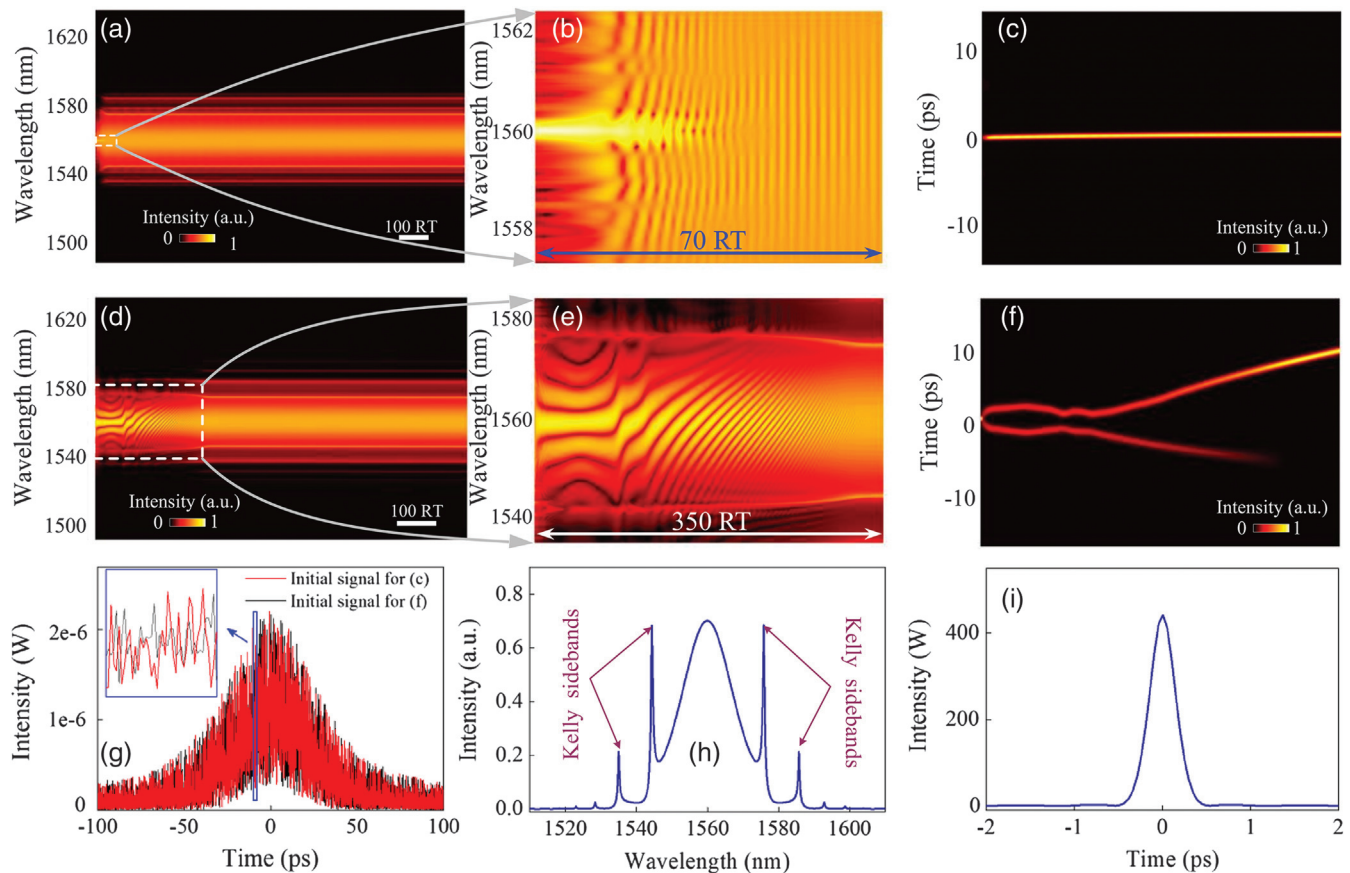 (a)
Wavelength (nm)
1620
1580
1540
1500
Intensity (a.u.)
0 1
100 RT
(b)
Wavelength (nm)
1562
1560
1558
70 RT
(c)
Time (ps)
10
0
-10
Intensity (a.u.)
0 1
(d)
Wavelength (nm)
1620
1580
1540
1500
Intensity (a.u.)
0 1
100 RT
(e)
Wavelength (nm)
1580
1560
1540
350 RT
(f)
Time (ps)
10
0
-10
Intensity (a.u.)
0 1
(g)
Intensity (W)
2e-6
1e-6
0
Initial signal for (c)
Initial signal for (f)
-100 -50 0 50 100
Time (ps)
(h)
Intensity (a.u.)
0.8
0.6
0.4
0.2
0.0
Kelly sidebands
Kelly sidebands
1520 1540 1560 1580 1600
Wavelength (nm)
(i)
Intensity (W)
400
200
0
-2 -1 0 1 2
Time (ps)